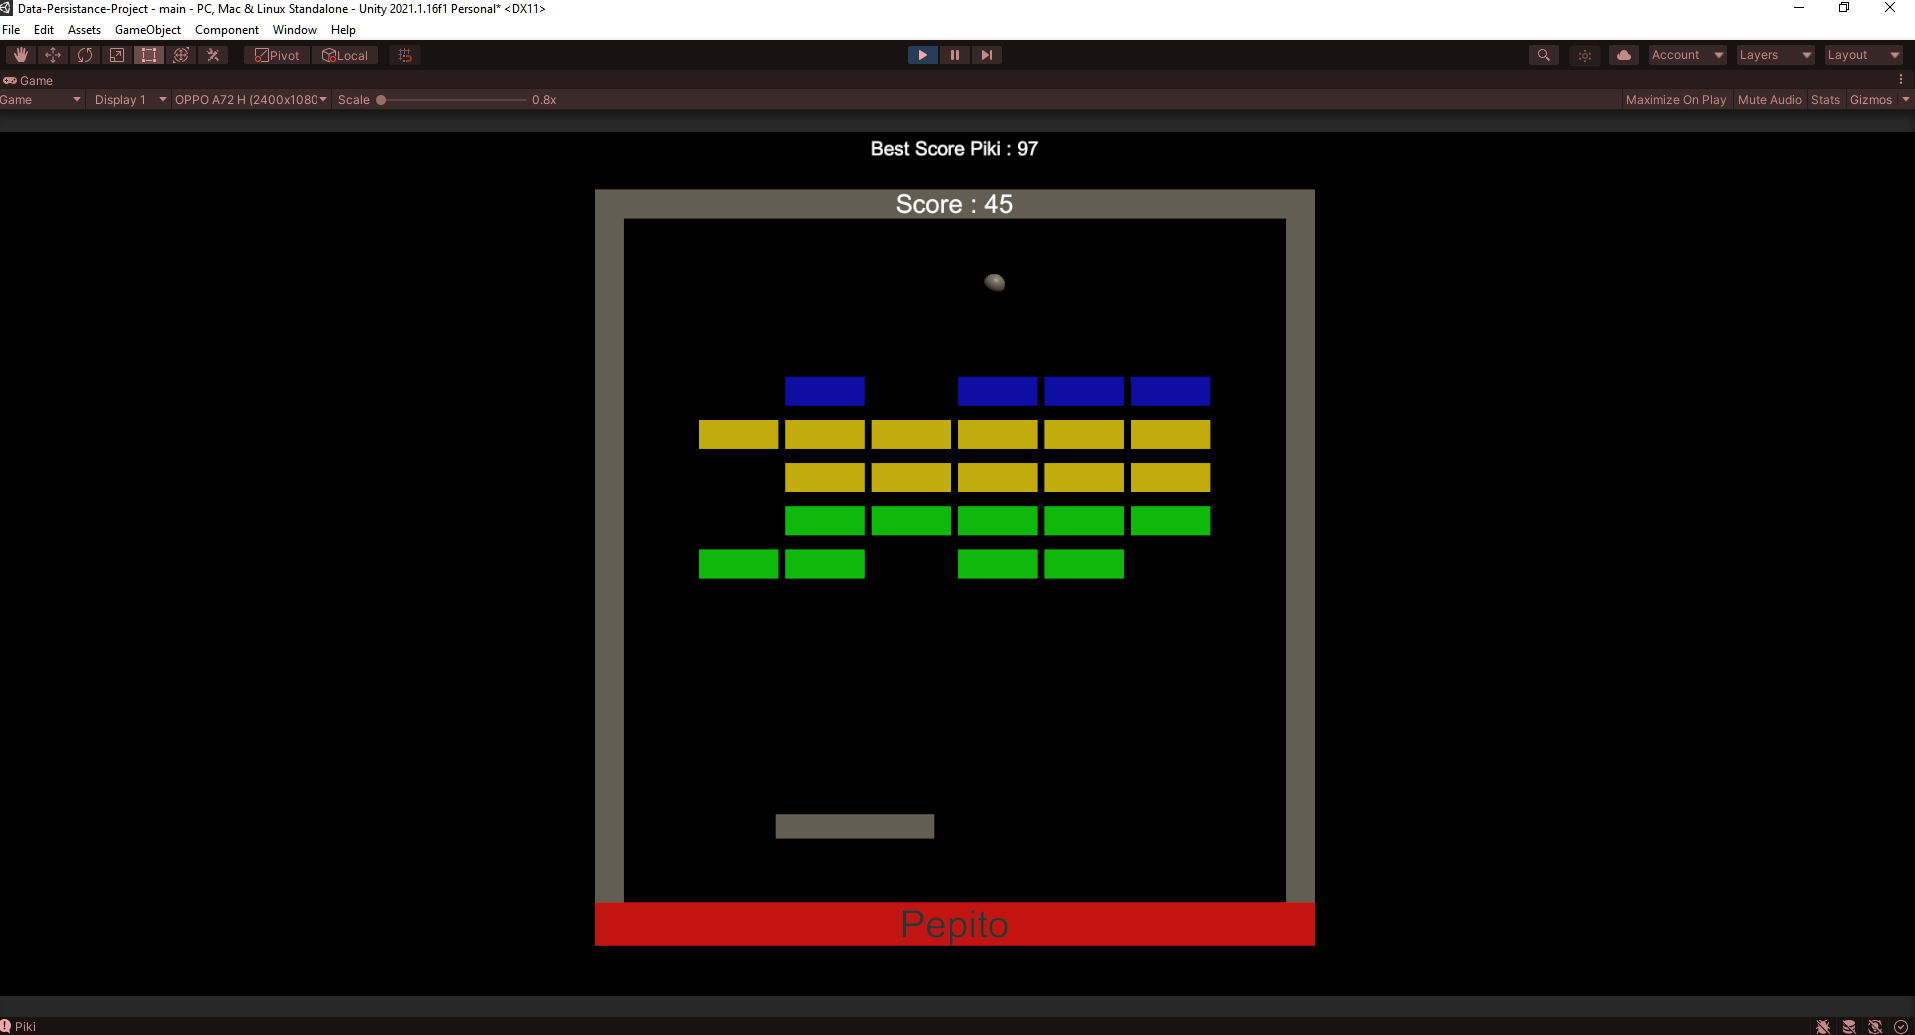 Data-Persistance-Project - main - PC, Mac & Linux Standalone - Unity 2021.1.16f1 Personal* <DX11>
File Edit Assets GameObject Component Window Help
Pivot Local Account Layers Layout
Game
Game Display 1 OPPO A72 H (2400x1080 Scale 0.8x Maximize On Play Mute Audio Stats Gizmos
Best Score Piki : 97
Score : 45
Pepito
Piki